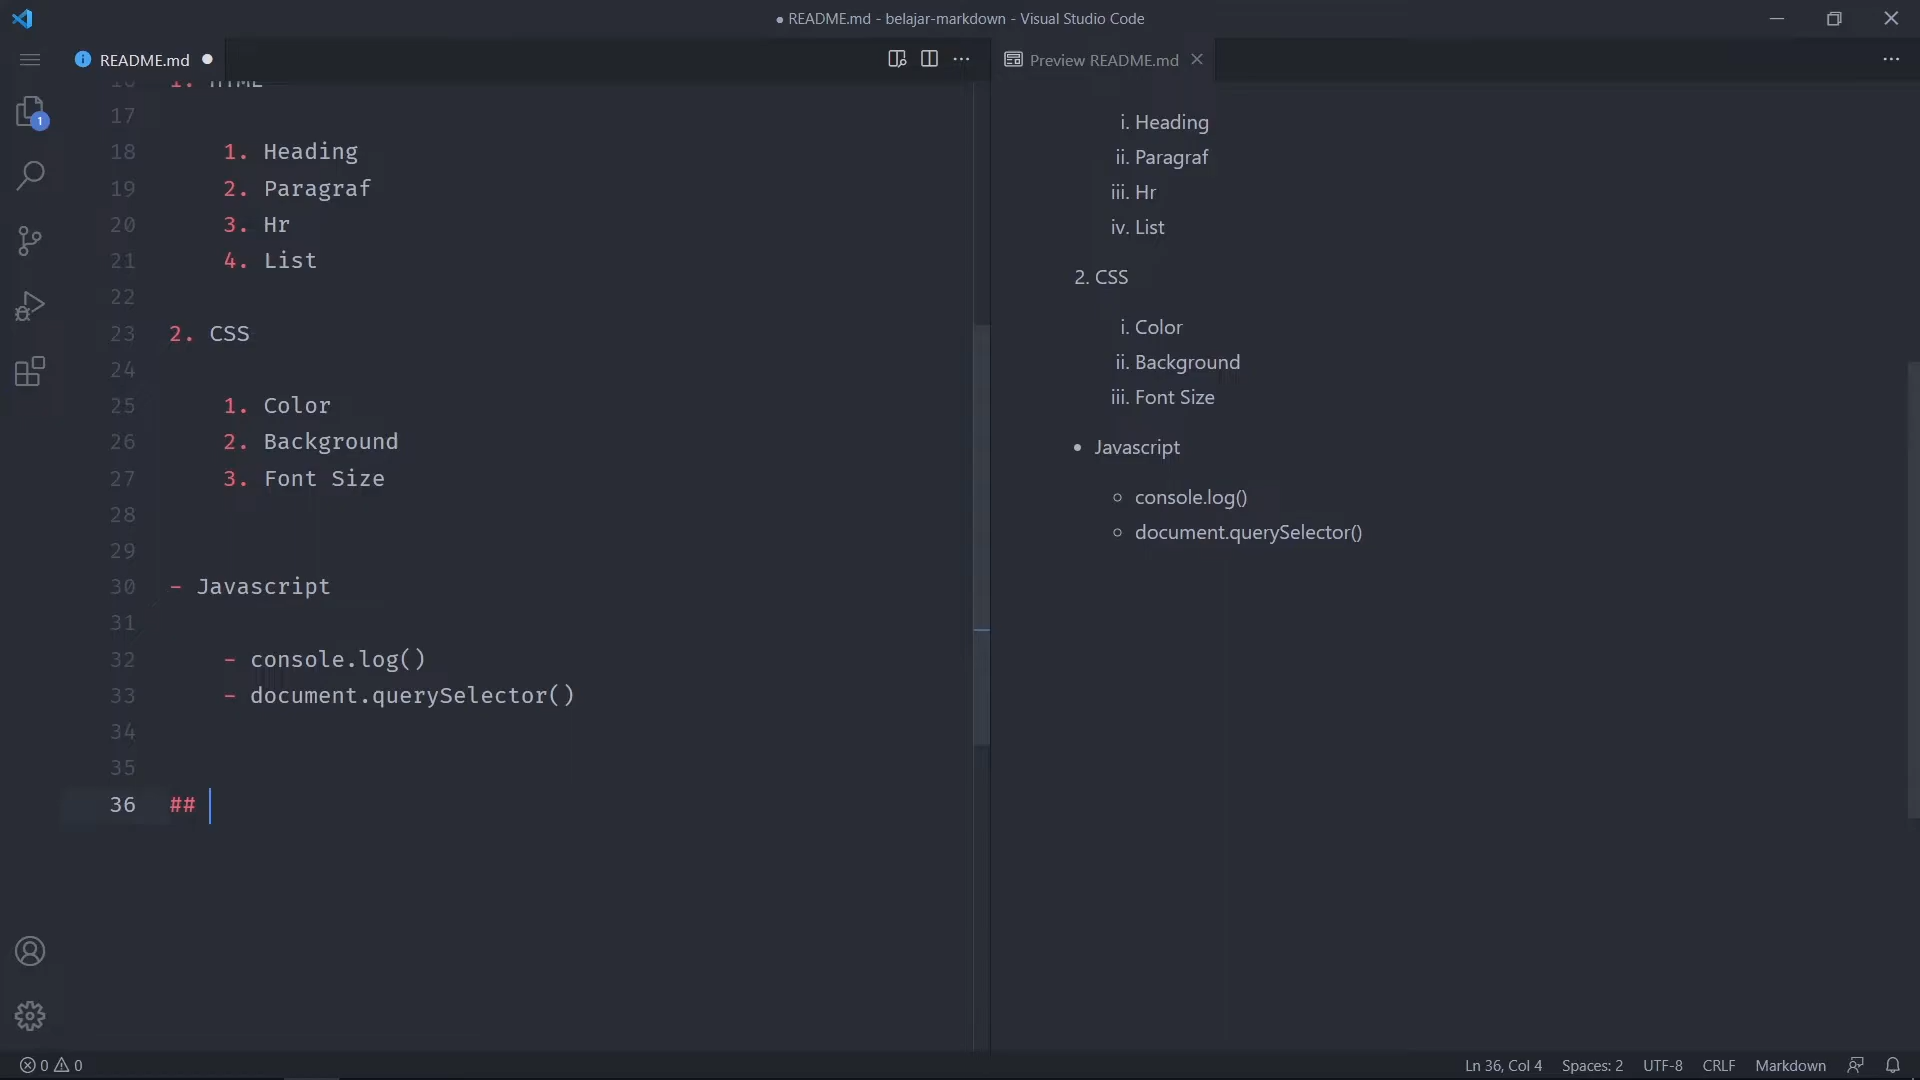 ● README.md - belajar-markdown - Visual Studio Code
README.md
Preview README.md
1
16 1. HTML
17
18 1. Heading
19 2. Paragraf
20 3. Hr
21 4. List
22
23 2. CSS
24
25 1. Color
26 2. Background
27 3. Font Size
28
29
30 - Javascript
31
32 - console.log()
33 - document.querySelector()
34
35
36 ##
i. Heading
ii. Paragraf
iii. Hr
iv. List
2. CSS
i. Color
ii. Background
iii. Font Size
• Javascript
○ console.log()
○ document.querySelector()
0 0
Ln 36, Col 4 Spaces: 2 UTF-8 CRLF Markdown